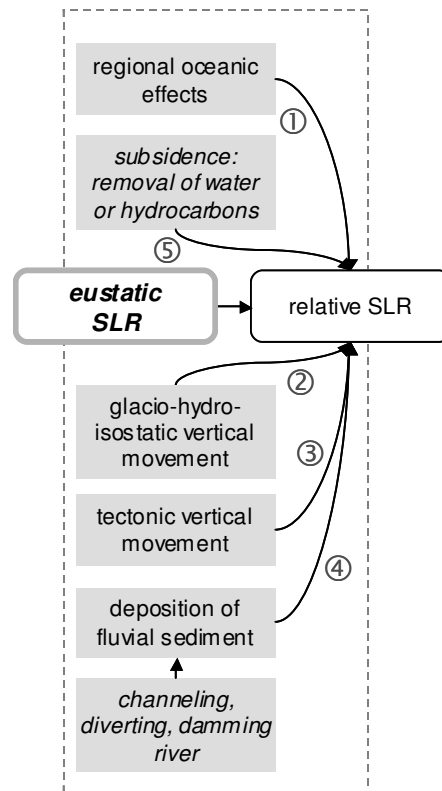 regional oceanic
effects
①
subsidence:
removal of water
or hydrocarbons
⑤
eustatic
SLR
relative SLR
②
glacio-hydro-
isostatic vertical
movement
③
tectonic vertical
movement
④
deposition of
fluvial sediment
channeling,
diverting, damming
river